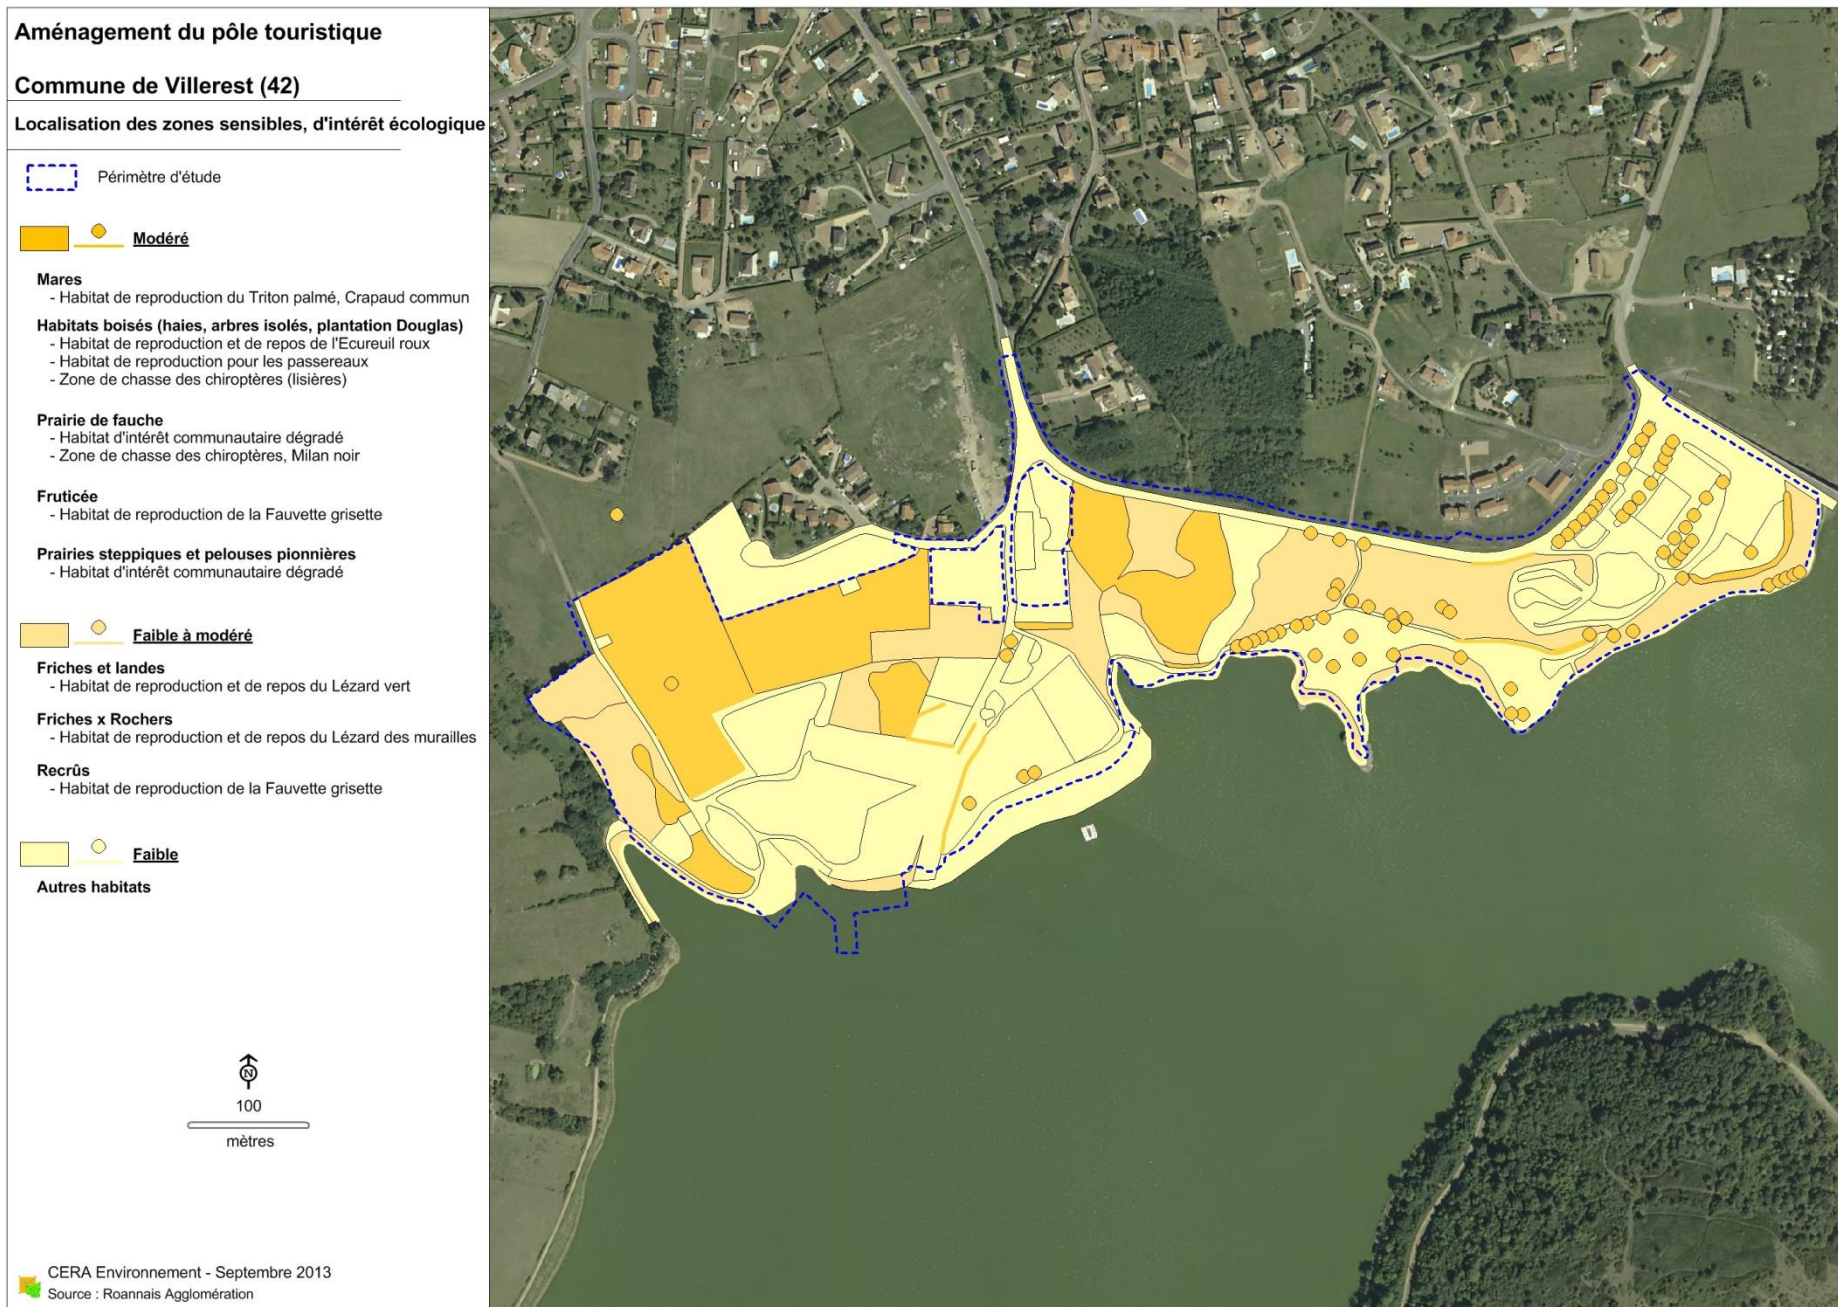 Aménagement du pôle touristique
Commune de Villerest (42)
Localisation des zones sensibles, d'intérêt écologique
Périmètre d'étude
Modéré
Mares
- Habitat de reproduction du Triton palmé, Crapaud commun
Habitats boisés (haies, arbres isolés, plantation Douglas)
- Habitat de reproduction et de repos de l'Ecureuil roux
- Habitat de reproduction pour les passereaux
- Zone de chasse des chiroptères (lisières)
Prairie de fauche
- Habitat d'intérêt communautaire dégradé
- Zone de chasse des chiroptères, Milan noir
Fruticée
- Habitat de reproduction de la Fauvette grisette
Prairies steppiques et pelouses pionnières
- Habitat d'intérêt communautaire dégradé
Faible à modéré
Friches et landes
- Habitat de reproduction et de repos du Lézard vert
Friches x Rochers
- Habitat de reproduction et de repos du Lézard des murailles
Recrûs
- Habitat de reproduction de la Fauvette grisette
Faible
Autres habitats
N
100
mètres
CERA Environnement - Septembre 2013
Source : Roannais Agglomération